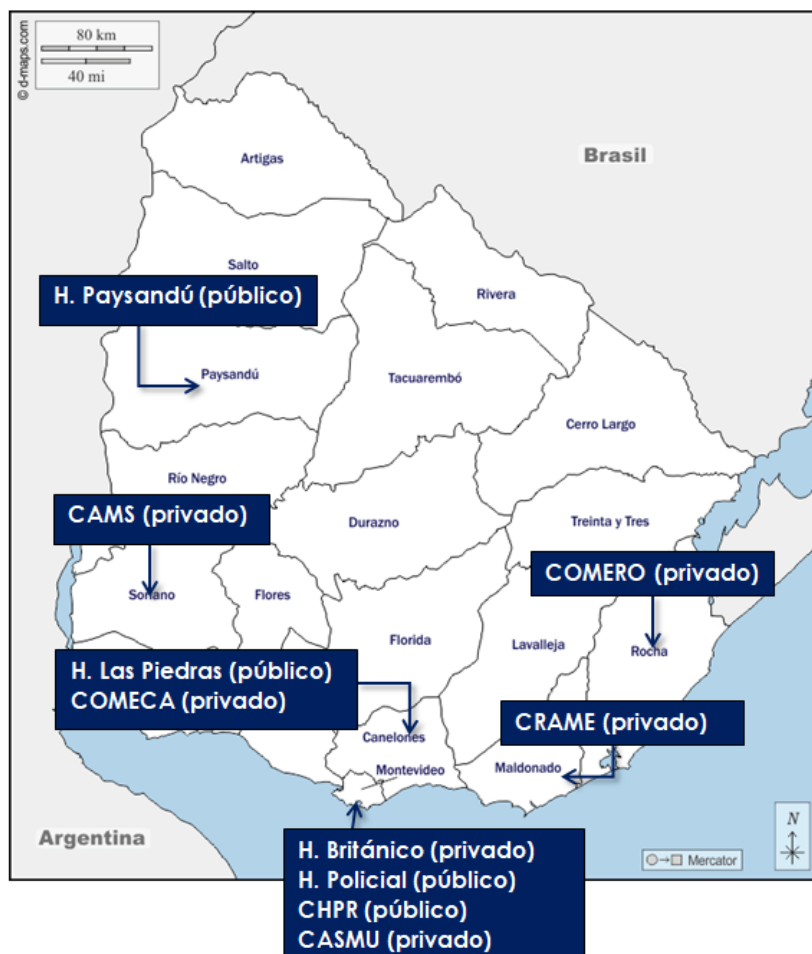 80 km
40 mi
© d-maps.com
Artigas
Brasil
Salto
H. Paysandú (público)
Rivera
Paysandú
Tacuarembó
Cerro Largo
Río Negro
CAMS (privado)
Durazno
Treinta y Tres
COMERO (privado)
Soriano
Flores
Florida
Lavalleja
Rocha
H. Las Piedras (público)
COMECA (privado)
CRAME (privado)
Canelones
Montevideo
Maldonado
Argentina
N
Mercator
H. Británico (privado)
H. Policial (público)
CHPR (público)
CASMU (privado)